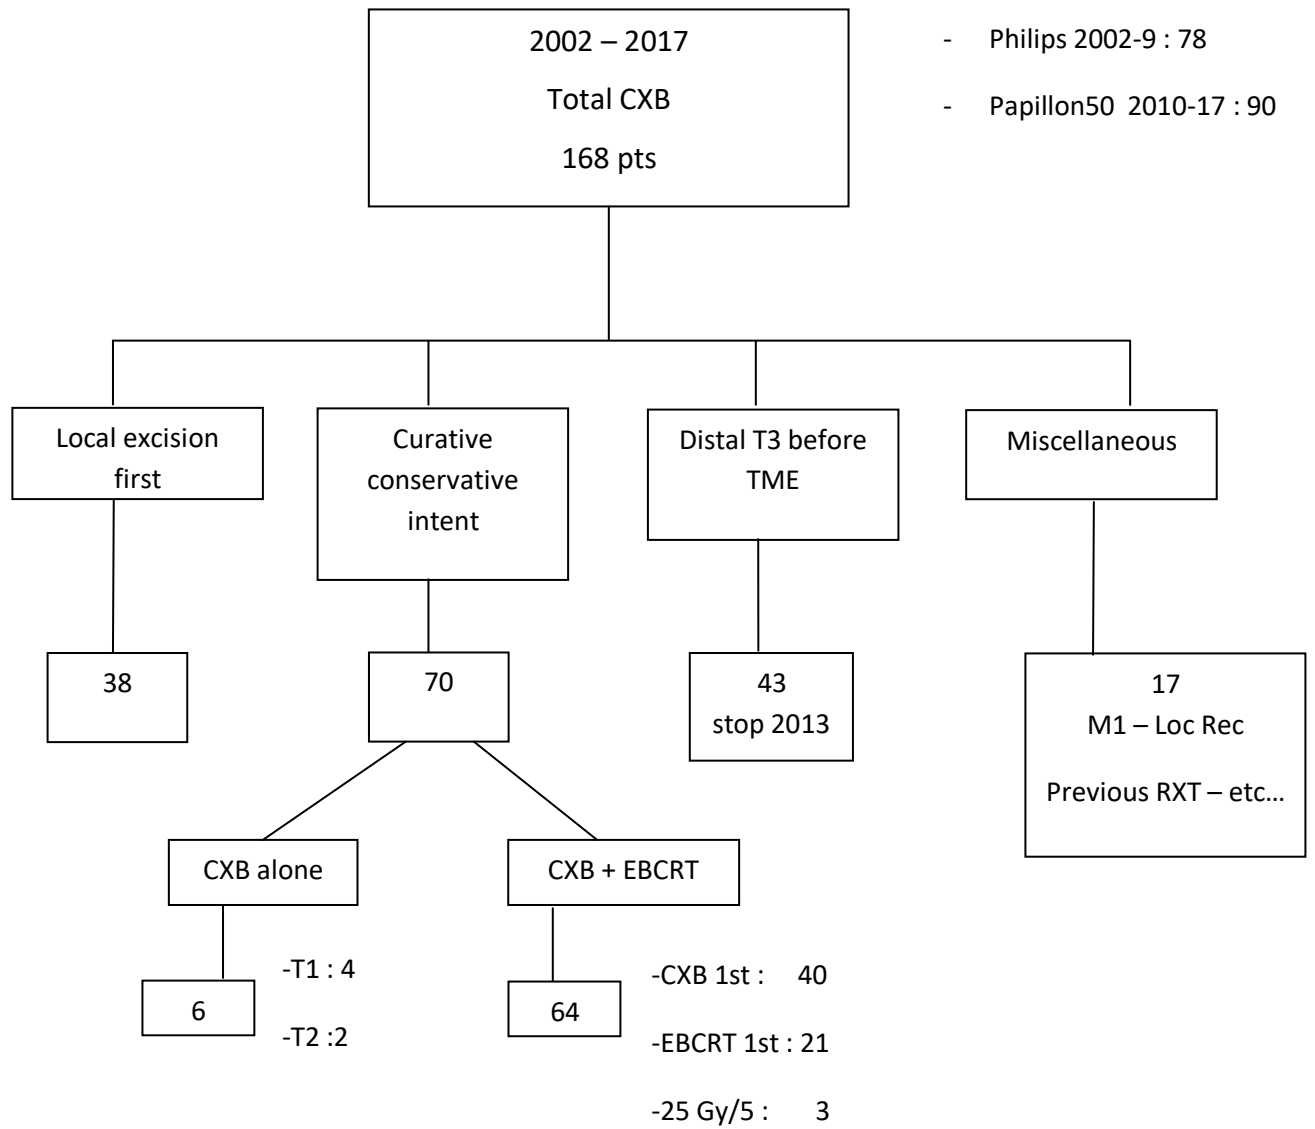 2002 – 2017
Total CXB
168 pts
- Philips 2002-9 : 78
- Papillon50 2010-17 : 90
Local excision
first
Curative
conservative
intent
Distal T3 before
TME
Miscellaneous
38
70
43
stop 2013
17
M1 – Loc Rec
Previous RXT – etc…
CXB alone
CXB + EBCRT
6
-T1 : 4
-T2 :2
64
-CXB 1st : 40
-EBCRT 1st : 21
-25 Gy/5 : 3